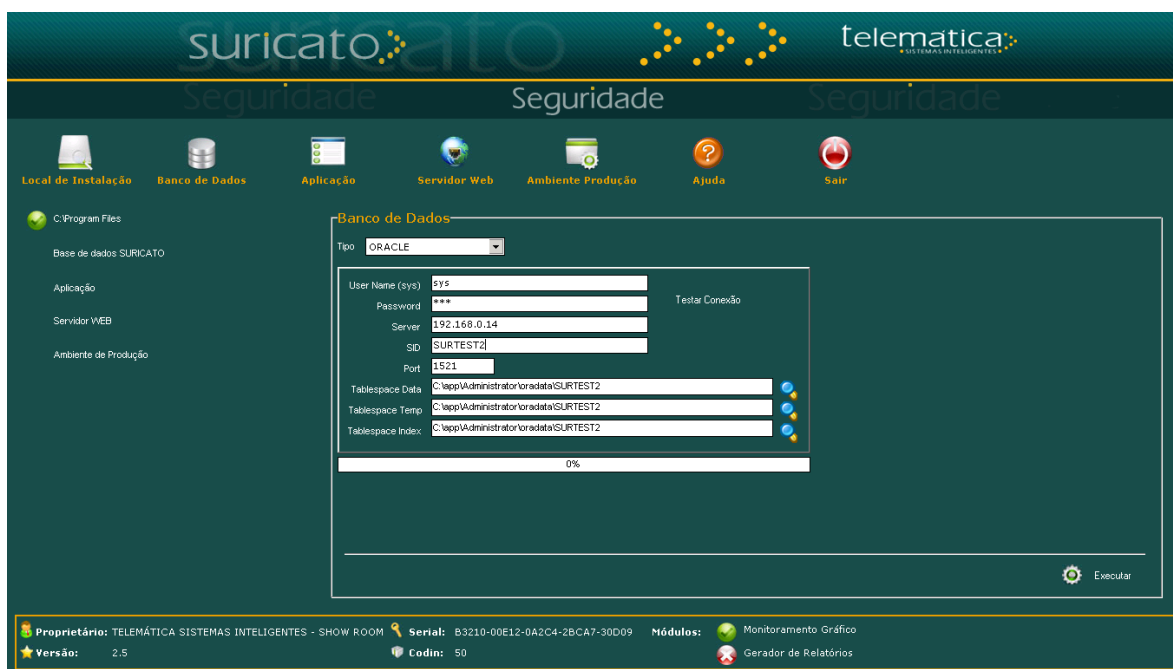 suricato
telematica
SISTEMAS INTELIGENTES
Seguridade Seguridade Seguridade
Local de Instalação Banco de Dados Aplicação Servidor Web Ambiente Produção Ajuda Sair
C:\Program Files
Base de dados SURICATO
Aplicação
Servidor WEB
Ambiente de Produção
Banco de Dados
Tipo ORACLE
User Name (sys) sys
Password ***
Testar Conexão
Server 192.168.0.14
SID SURTEST2
Port 1521
Tablespace Data C:\app\Administrator\oradata\SURTEST2
Tablespace Temp C:\app\Administrator\oradata\SURTEST2
Tablespace Index C:\app\Administrator\oradata\SURTEST2
0%
Executar
Proprietário: TELEMÁTICA SISTEMAS INTELIGENTES - SHOW ROOM Serial: B3210-00E12-0A2C4-2BCA7-30D09 Módulos: Monitoramento Gráfico
Versão: 2.5 Codin: 50 Gerador de Relatórios